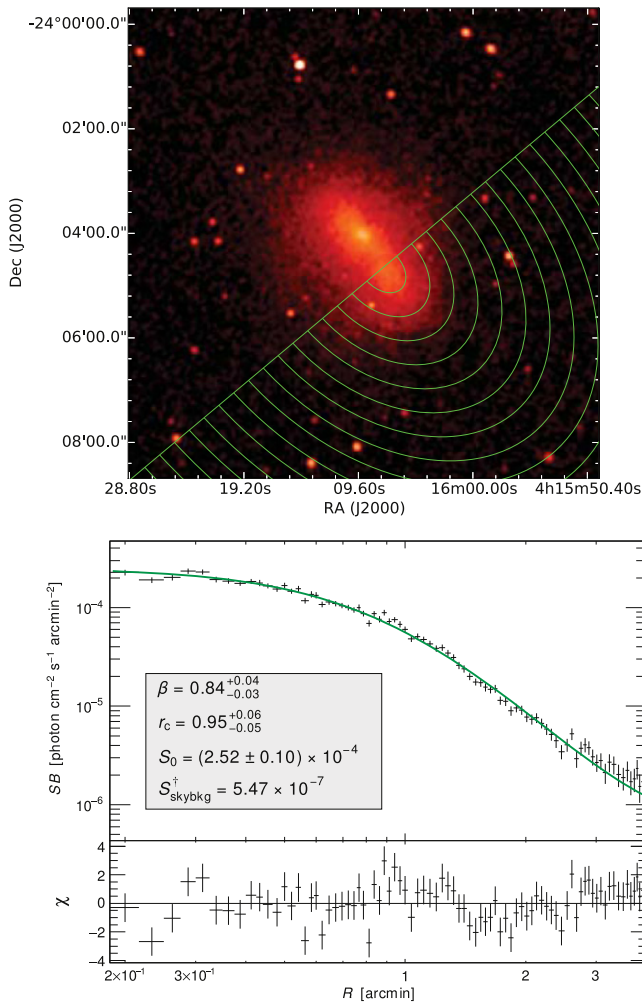 -24°00'00.0"
02'00.0"
04'00.0"
06'00.0"
08'00.0"
Dec (J2000)
28.80s 19.20s 09.60s 16m00.00s 4h15m50.40s
RA (J2000)
SB [photon cm⁻² s⁻¹ arcmin⁻²]
10⁻⁴
10⁻⁵
10⁻⁶
β = 0.84 +0.04 −0.03
r_c = 0.95 +0.06 −0.05
S₀ = (2.52 ± 0.10) × 10⁻⁴
S†_skybkg = 5.47 × 10⁻⁷
χ
4
2
0
−2
−4
2×10⁻¹ 3×10⁻¹ 1 2 3
R [arcmin]